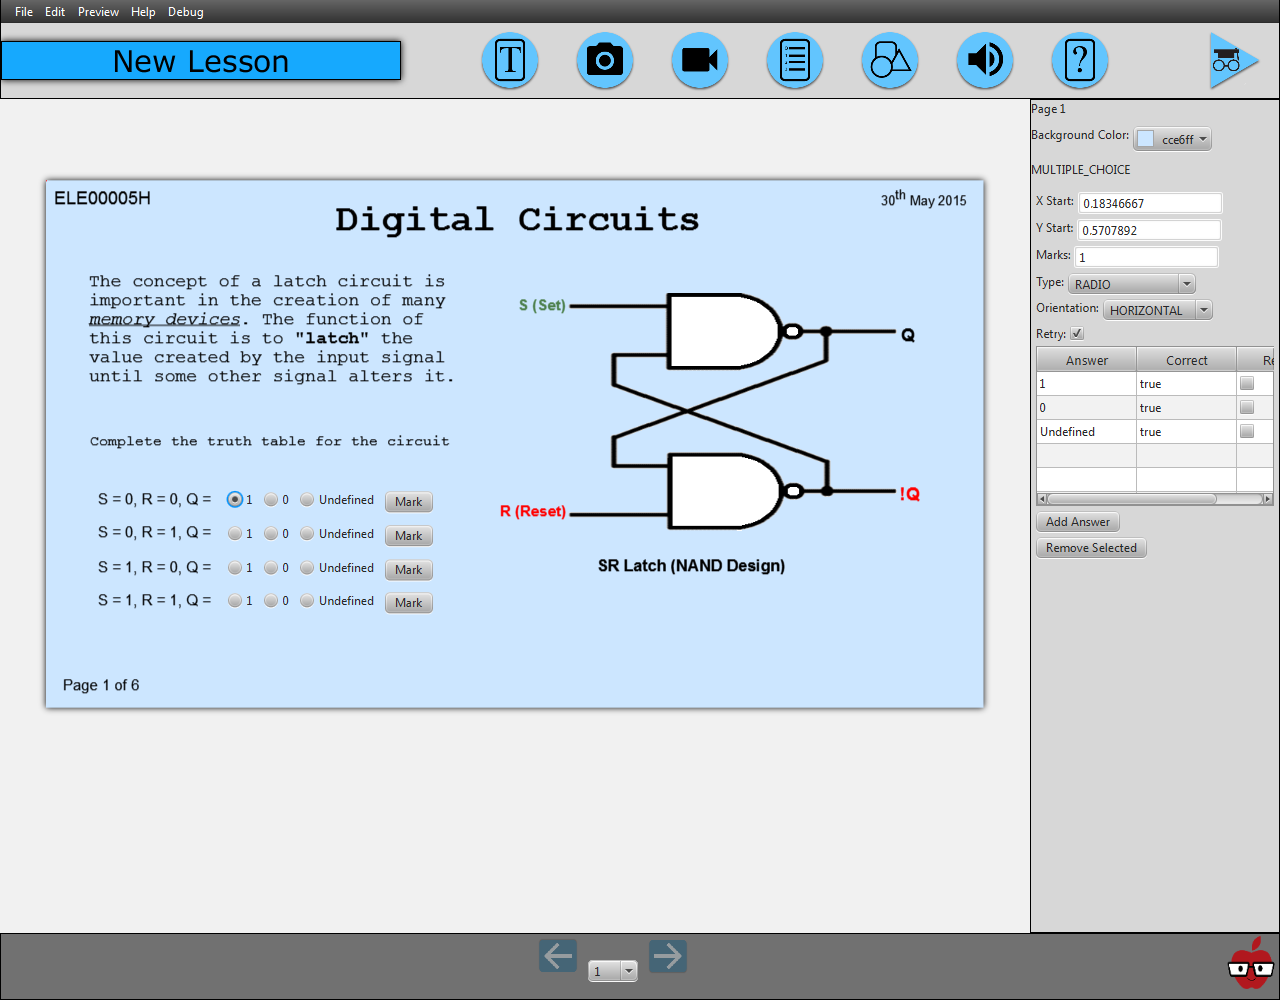 File Edit Preview Help Debug
New Lesson
T
?
Page 1
Background Color: cce6ff
MULTIPLE_CHOICE
X Start: 0.18346667
Y Start: 0.5707892
Marks: 1
Type: RADIO
Orientation: HORIZONTAL
Retry:
Answer Correct Re
1 true
0 true
Undefined true
Add Answer
Remove Selected
ELE00005H
30th May 2015
Digital Circuits
The concept of a latch circuit is
important in the creation of many
memory devices. The function of
this circuit is to "latch" the
value created by the input signal
until some other signal alters it.
Complete the truth table for the circuit
S = 0, R = 0, Q = 1 0 Undefined Mark
S = 0, R = 1, Q = 1 0 Undefined Mark
S = 1, R = 0, Q = 1 0 Undefined Mark
S = 1, R = 1, Q = 1 0 Undefined Mark
S (Set)
Q
R (Reset)
!Q
SR Latch (NAND Design)
Page 1 of 6
1